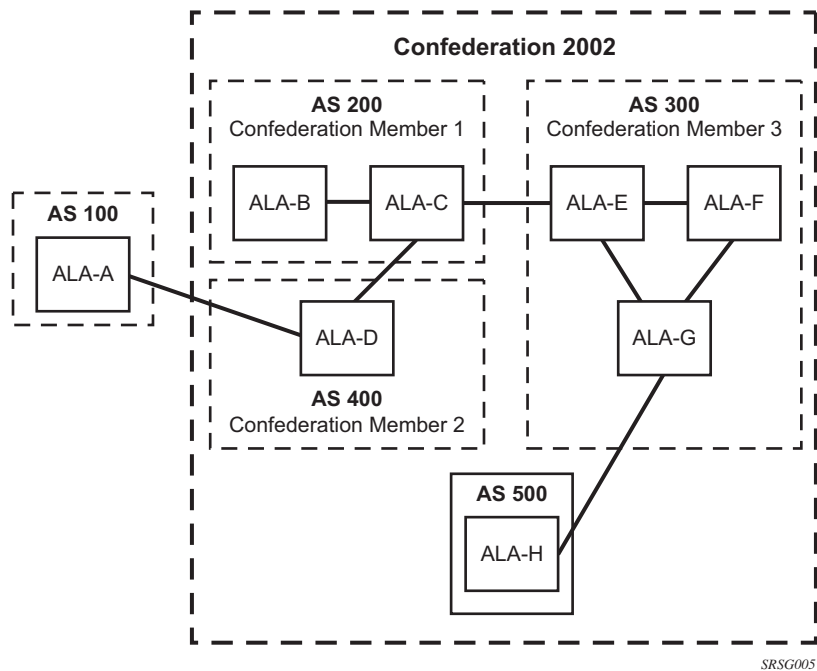 Confederation 2002
AS 200
Confederation Member 1
AS 300
Confederation Member 3
ALA-B
ALA-C
ALA-E
ALA-F
AS 100
ALA-A
ALA-D
ALA-G
AS 400
Confederation Member 2
AS 500
ALA-H
SRSG005